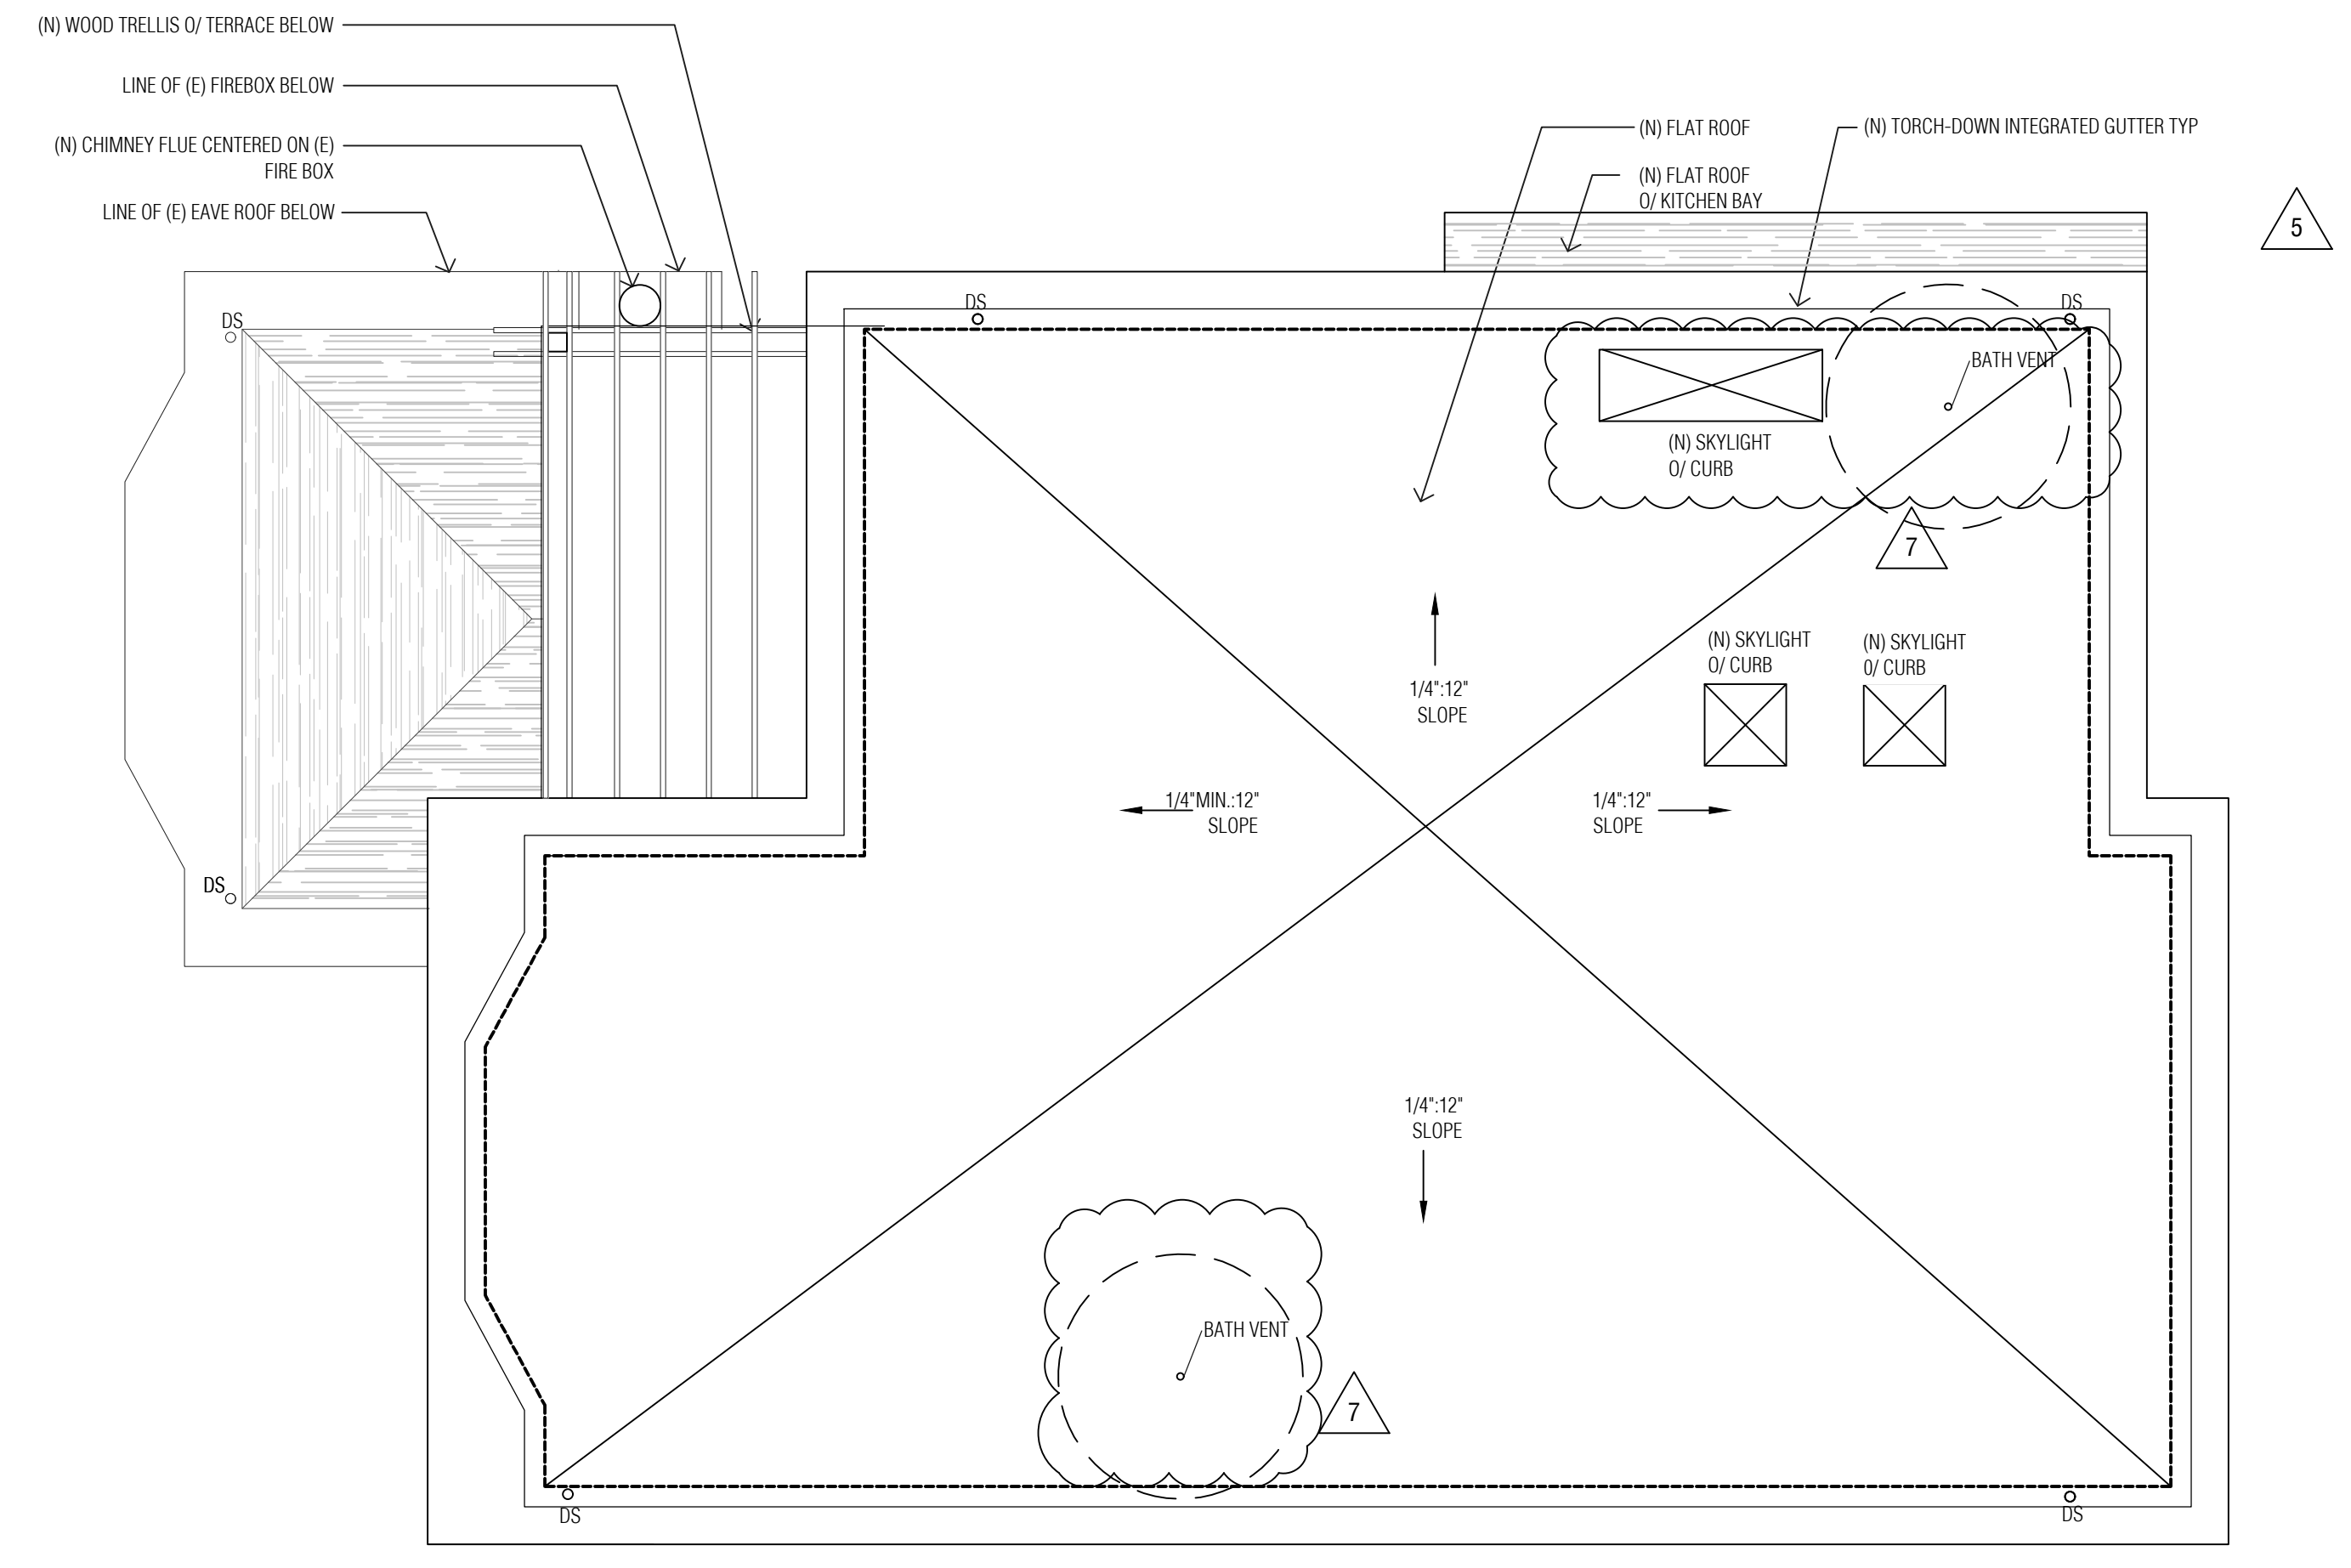 (N) WOOD TRELLIS O/ TERRACE BELOW
LINE OF (E) FIREBOX BELOW
(N) CHIMNEY FLUE CENTERED ON (E)
FIRE BOX
LINE OF (E) EAVE ROOF BELOW
(N) FLAT ROOF
(N) TORCH-DOWN INTEGRATED GUTTER TYP
(N) FLAT ROOF
O/ KITCHEN BAY
5
DS
DS
DS
BATH VENT
(N) SKYLIGHT
O/ CURB
7
(N) SKYLIGHT
O/ CURB
(N) SKYLIGHT
O/ CURB
1/4":12"
SLOPE
1/4"MIN.:12"
SLOPE
1/4":12"
SLOPE
DS
1/4":12"
SLOPE
BATH VENT
7
DS
DS